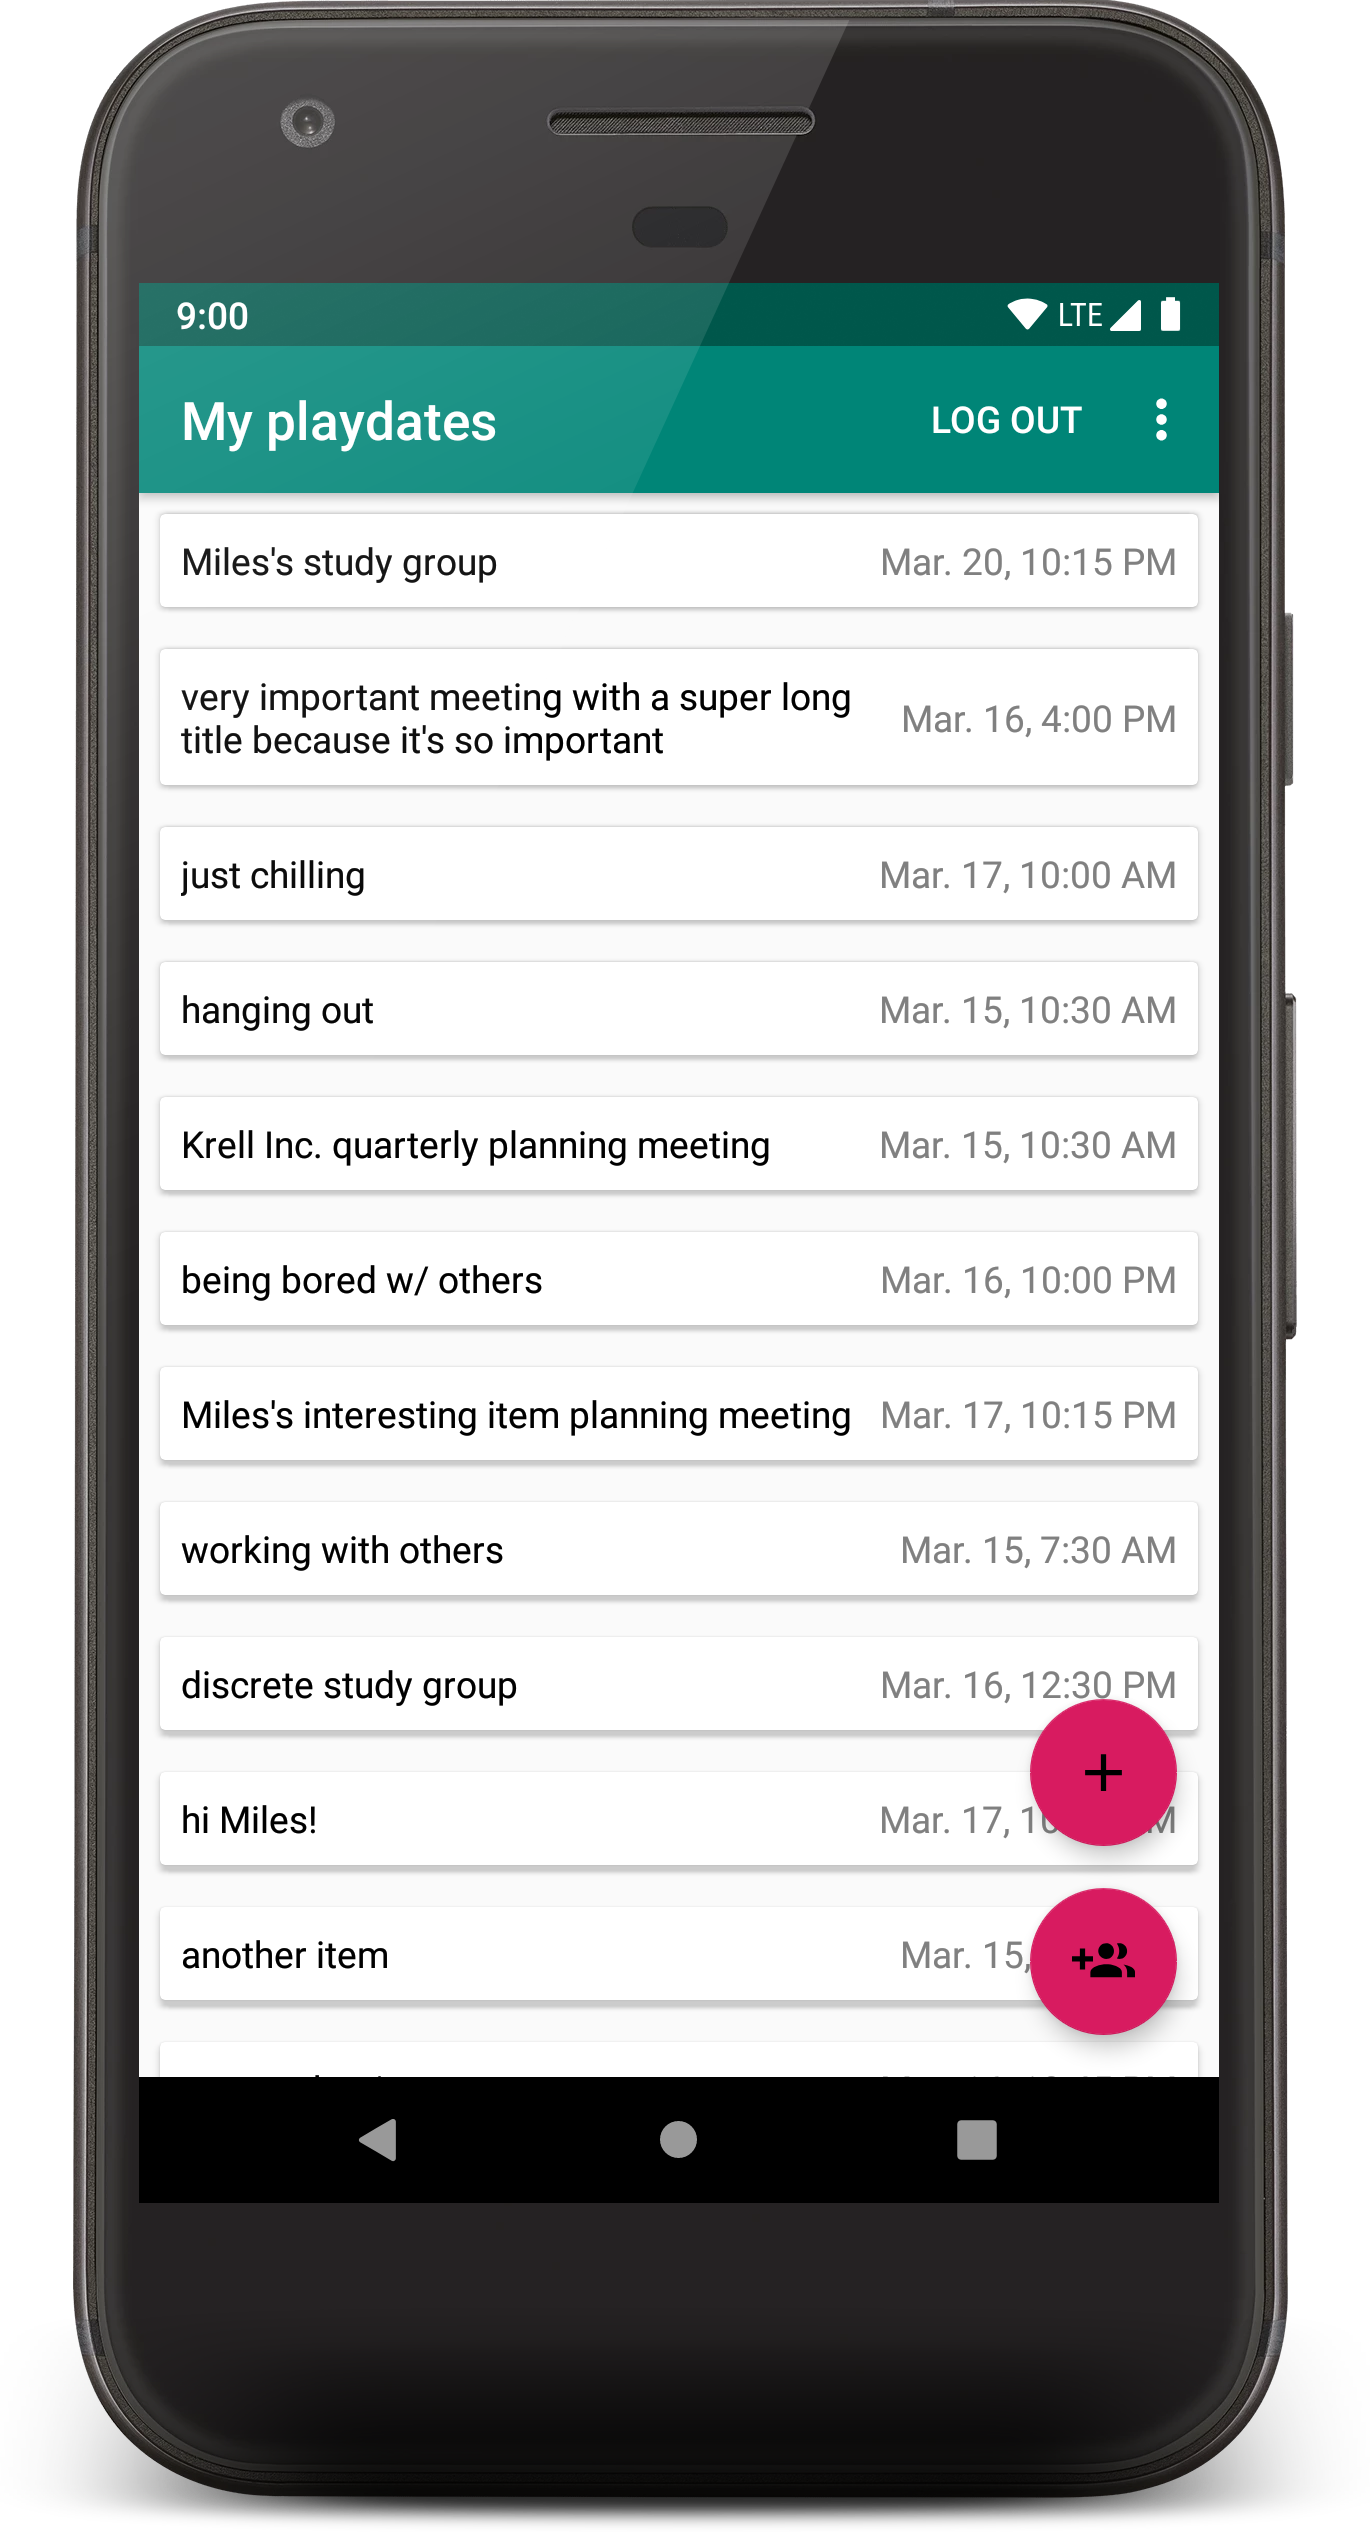 9:00 LTE
My playdates LOG OUT
Miles's study group Mar. 20, 10:15 PM
very important meeting with a super long
title because it's so important Mar. 16, 4:00 PM
just chilling Mar. 17, 10:00 AM
hanging out Mar. 15, 10:30 AM
Krell Inc. quarterly planning meeting Mar. 15, 10:30 AM
being bored w/ others Mar. 16, 10:00 PM
Miles's interesting item planning meeting Mar. 17, 10:15 PM
working with others Mar. 15, 7:30 AM
discrete study group Mar. 16, 12:30 PM
hi Miles! Mar. 17,
another item Mar. 15,